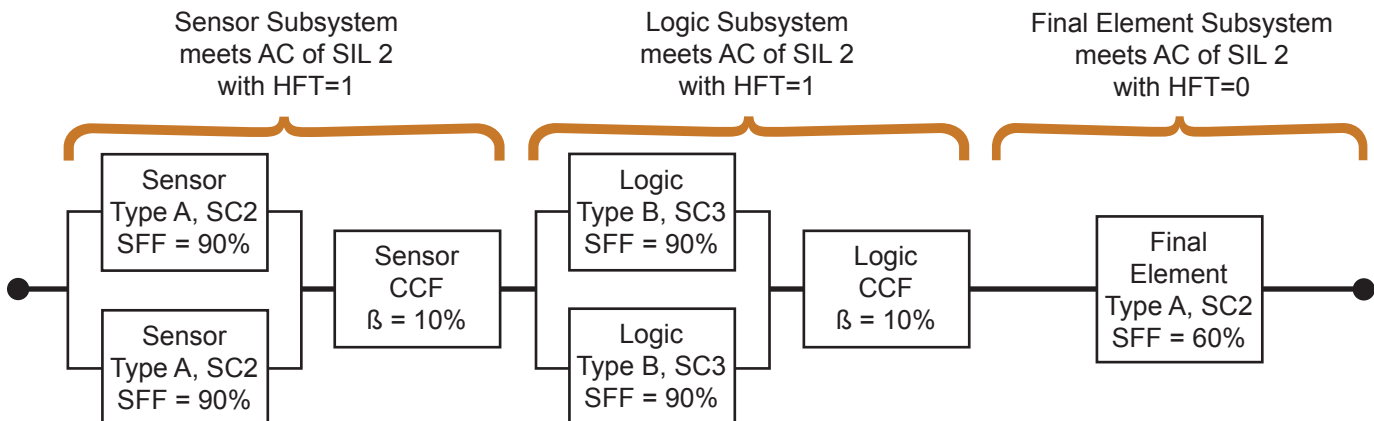 Sensor Subsystem
meets AC of SIL 2
with HFT=1
Logic Subsystem
meets AC of SIL 2
with HFT=1
Final Element Subsystem
meets AC of SIL 2
with HFT=0
Sensor
Type A, SC2
SFF = 90%
Sensor
Type A, SC2
SFF = 90%
Sensor
CCF
ß = 10%
Logic
Type B, SC3
SFF = 90%
Logic
Type B, SC3
SFF = 90%
Logic
CCF
ß = 10%
Final
Element
Type A, SC2
SFF = 60%